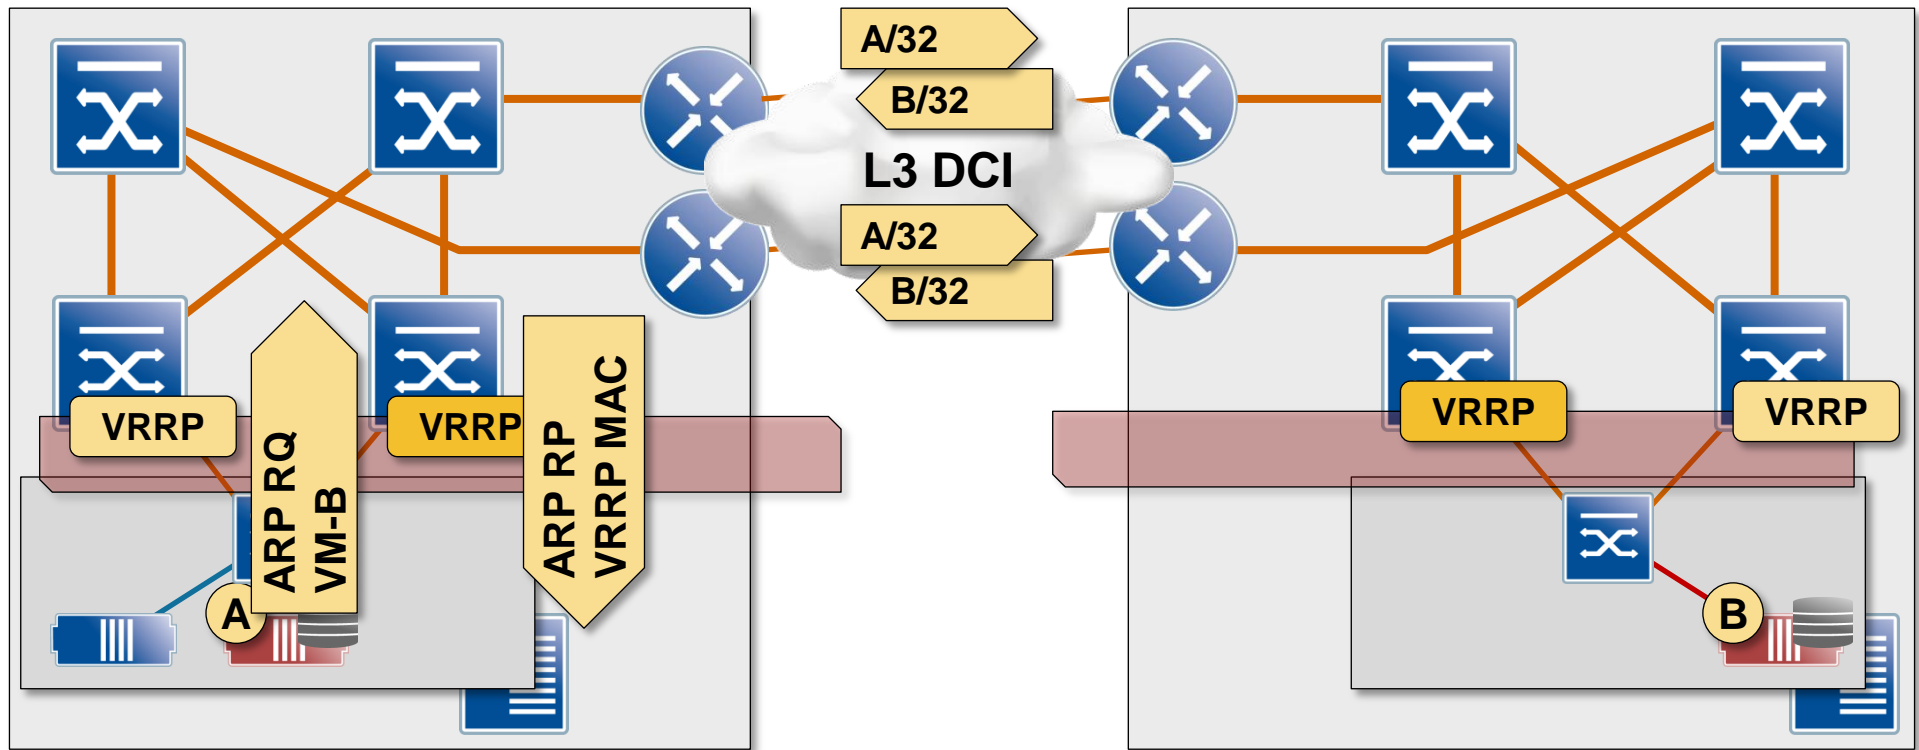 A/32
B/32
L3 DCI
A/32
B/32
VRRP
VRRP
VRRP
VRRP
ARP RQ
VM-B
ARP RP
VRRP MAC
A
B